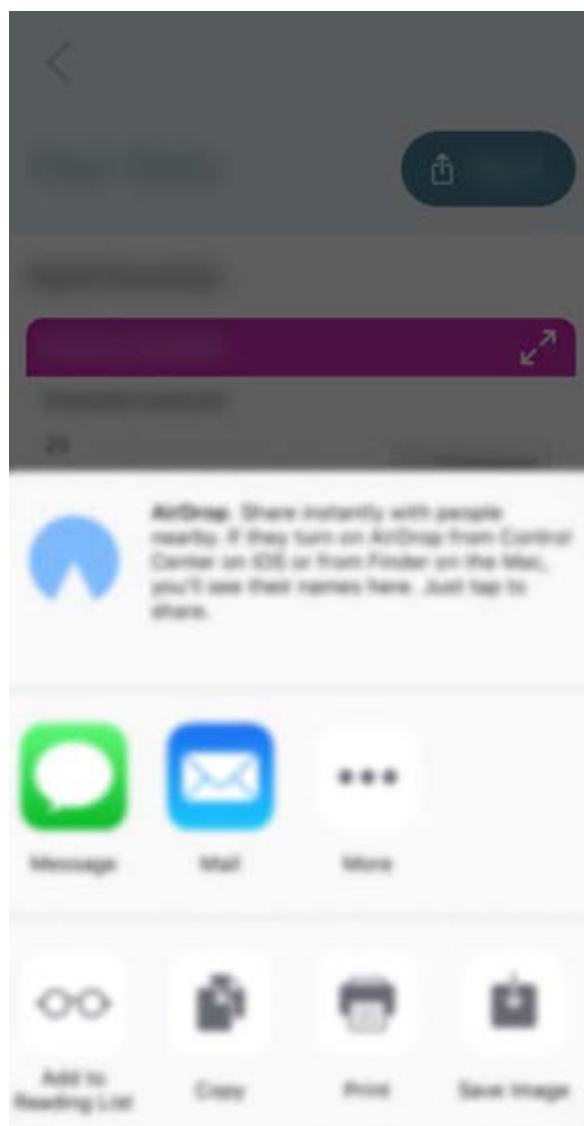 29
AirDrop. Share instantly with people
nearby. If they turn on AirDrop from Control
Center on iOS or from Finder on the Mac,
you'll see their names here. Just tap to
share.
Message
Mail
More
Add to
Reading List
Copy
Print
Save Image